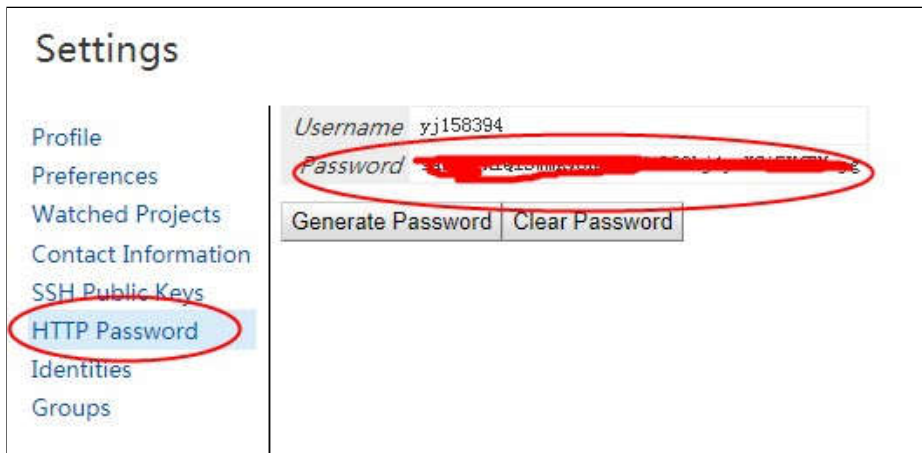 Settings
Profile
Preferences
Watched Projects
Contact Information
SSH Public Keys
HTTP Password
Identities
Groups
Username yj158394
Password
Generate Password Clear Password